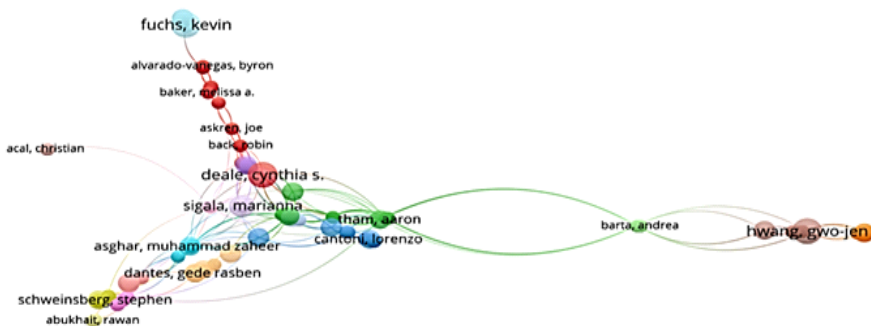 fuchs, kevin
alvarado-vanegas, byron
baker, melissa a.
askren, joe
back, robin
acal, christian
deale, cynthia s.
sigala, marianna
tham, aaron
barta, andrea
hwang, gwo-jen
cantoni, lorenzo
asghar, muhammad zaheer
dantes, gede rasben
schweinsberg, stephen
abukhait, rawan